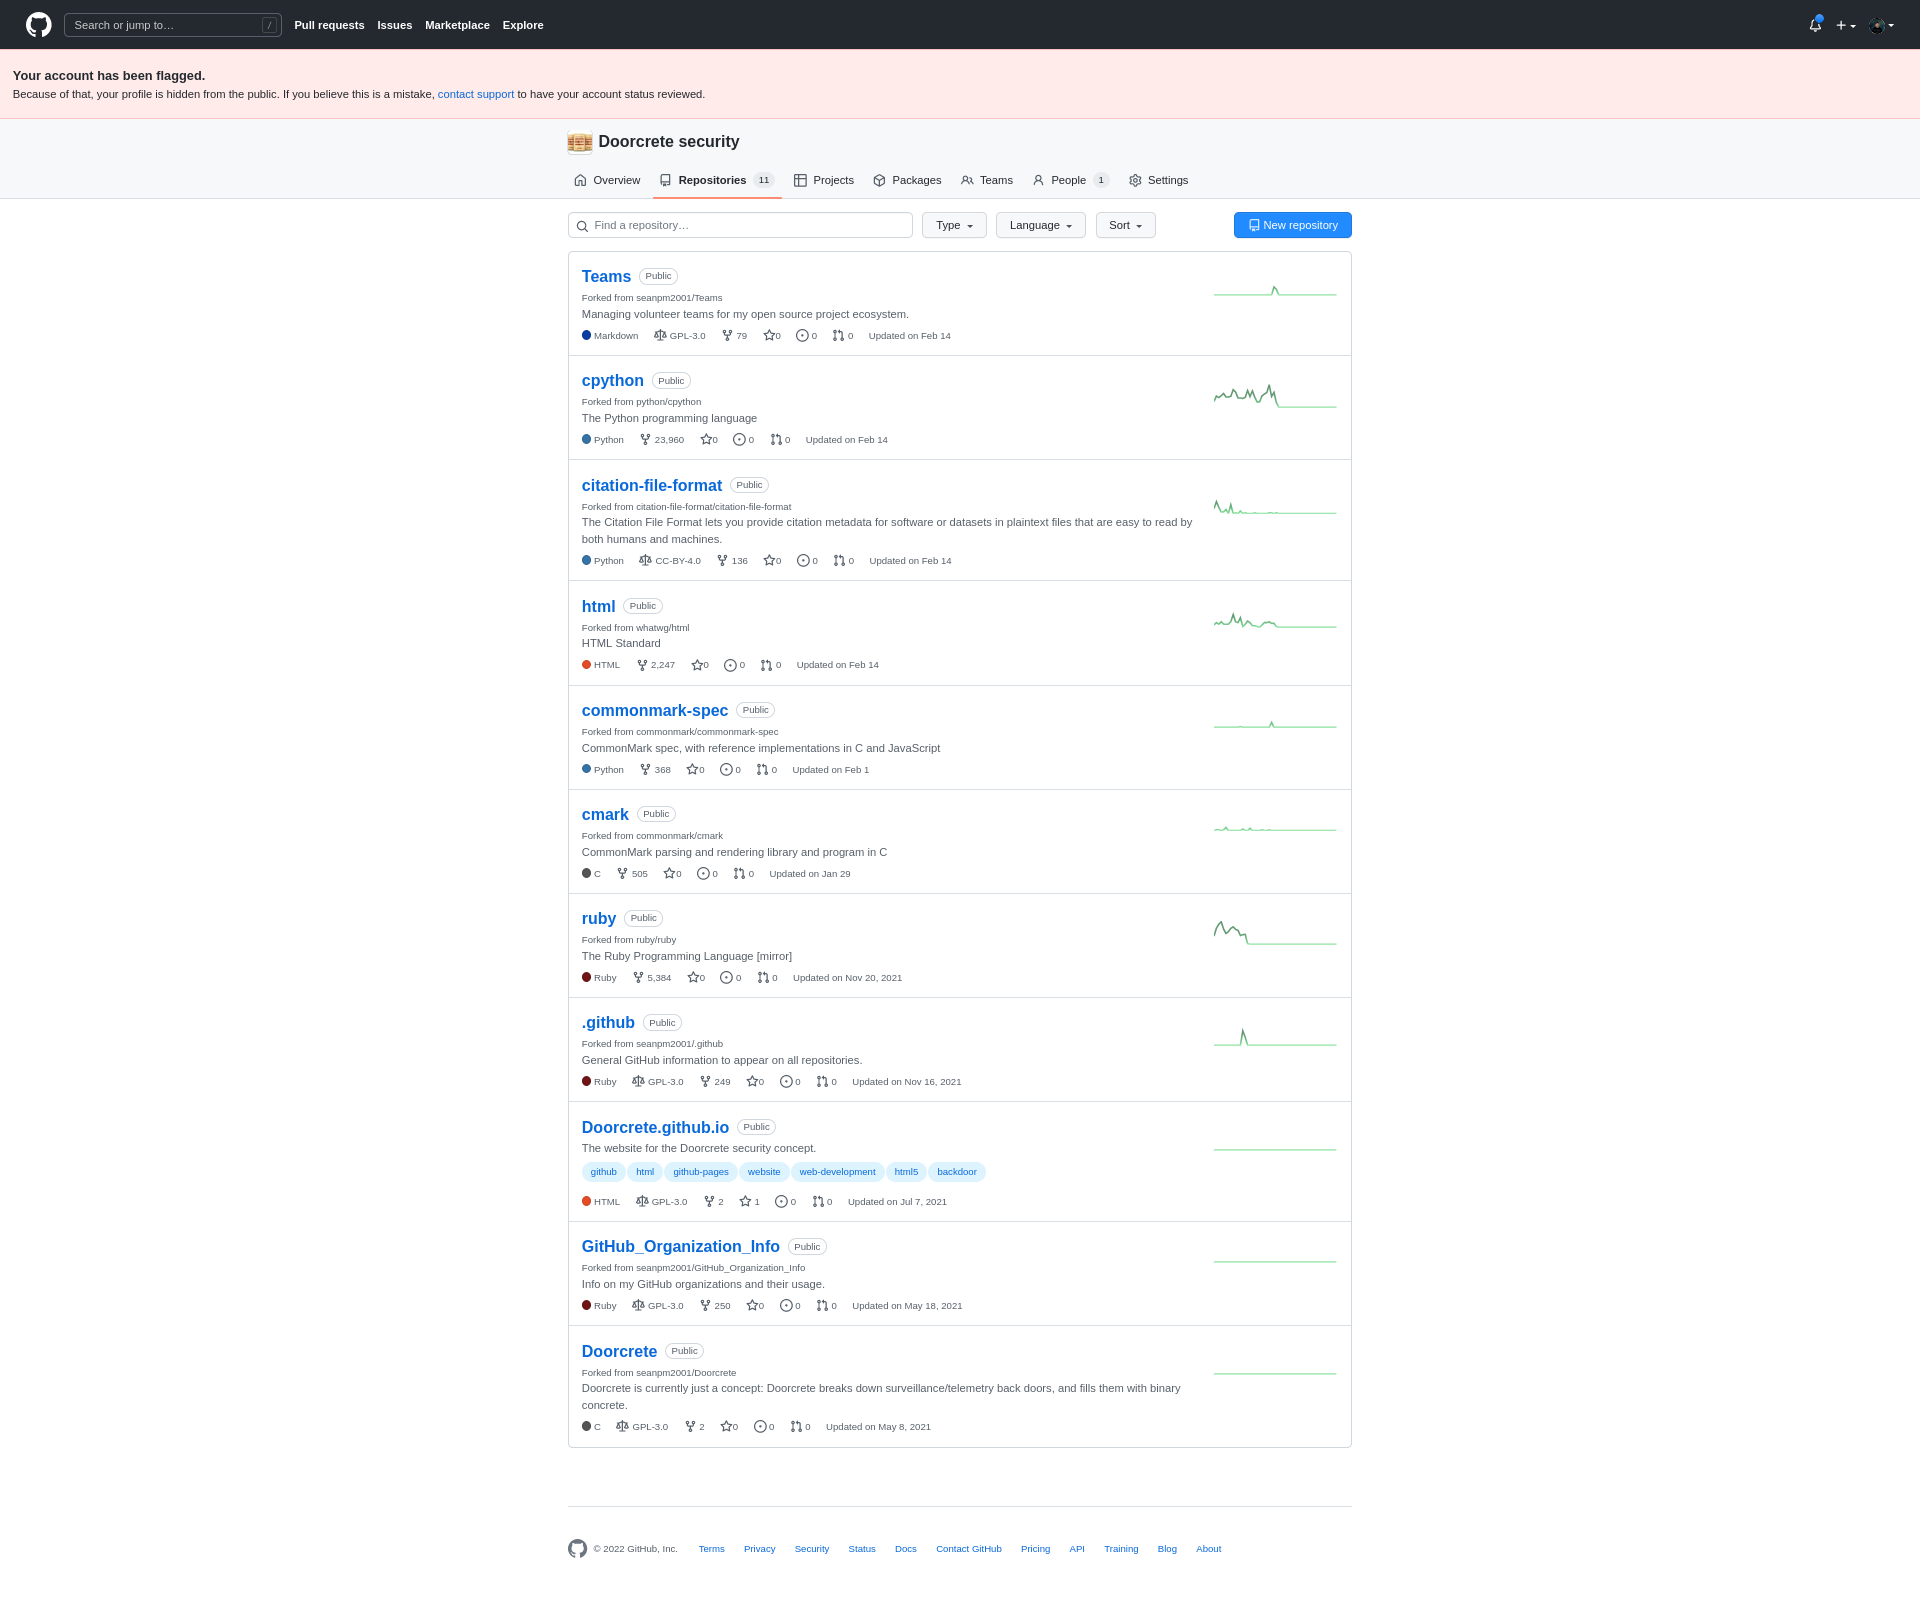 Search or jump to… /
Pull requests Issues Marketplace Explore
Your account has been flagged.
Because of that, your profile is hidden from the public. If you believe this is a mistake, contact support to have your account status reviewed.
Doorcrete security
Overview Repositories 11 Projects Packages Teams People 1 Settings
Find a repository… Type Language Sort New repository
Teams Public
Forked from seanpm2001/Teams
Managing volunteer teams for my open source project ecosystem.
Markdown GPL-3.0 79 0 0 0 Updated on Feb 14
cpython Public
Forked from python/cpython
The Python programming language
Python 23,960 0 0 0 Updated on Feb 14
citation-file-format Public
Forked from citation-file-format/citation-file-format
The Citation File Format lets you provide citation metadata for software or datasets in plaintext files that are easy to read by
both humans and machines.
Python CC-BY-4.0 136 0 0 0 Updated on Feb 14
html Public
Forked from whatwg/html
HTML Standard
HTML 2,247 0 0 0 Updated on Feb 14
commonmark-spec Public
Forked from commonmark/commonmark-spec
CommonMark spec, with reference implementations in C and JavaScript
Python 368 0 0 0 Updated on Feb 1
cmark Public
Forked from commonmark/cmark
CommonMark parsing and rendering library and program in C
C 505 0 0 0 Updated on Jan 29
ruby Public
Forked from ruby/ruby
The Ruby Programming Language [mirror]
Ruby 5,384 0 0 0 Updated on Nov 20, 2021
.github Public
Forked from seanpm2001/.github
General GitHub information to appear on all repositories.
Ruby GPL-3.0 249 0 0 0 Updated on Nov 16, 2021
Doorcrete.github.io Public
The website for the Doorcrete security concept.
github html github-pages website web-development html5 backdoor
HTML GPL-3.0 2 1 0 0 Updated on Jul 7, 2021
GitHub_Organization_Info Public
Forked from seanpm2001/GitHub_Organization_Info
Info on my GitHub organizations and their usage.
Ruby GPL-3.0 250 0 0 0 Updated on May 18, 2021
Doorcrete Public
Forked from seanpm2001/Doorcrete
Doorcrete is currently just a concept: Doorcrete breaks down surveillance/telemetry back doors, and fills them with binary
concrete.
C GPL-3.0 2 0 0 0 Updated on May 8, 2021
© 2022 GitHub, Inc. Terms Privacy Security Status Docs Contact GitHub Pricing API Training Blog About